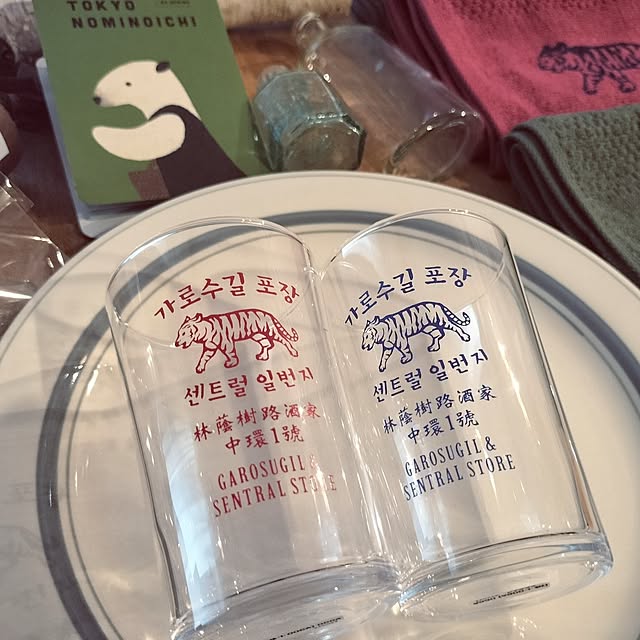 TOKYO
NOMINOICHI
가로수길 포장
센트럴 일번지
林蔭樹路酒家
中環1號
GAROSUGIL &
SENTRAL STORE
가로수길 포장
센트럴 일번지
林蔭樹路酒家
中環1號
GAROSUGIL &
SENTRAL STORE